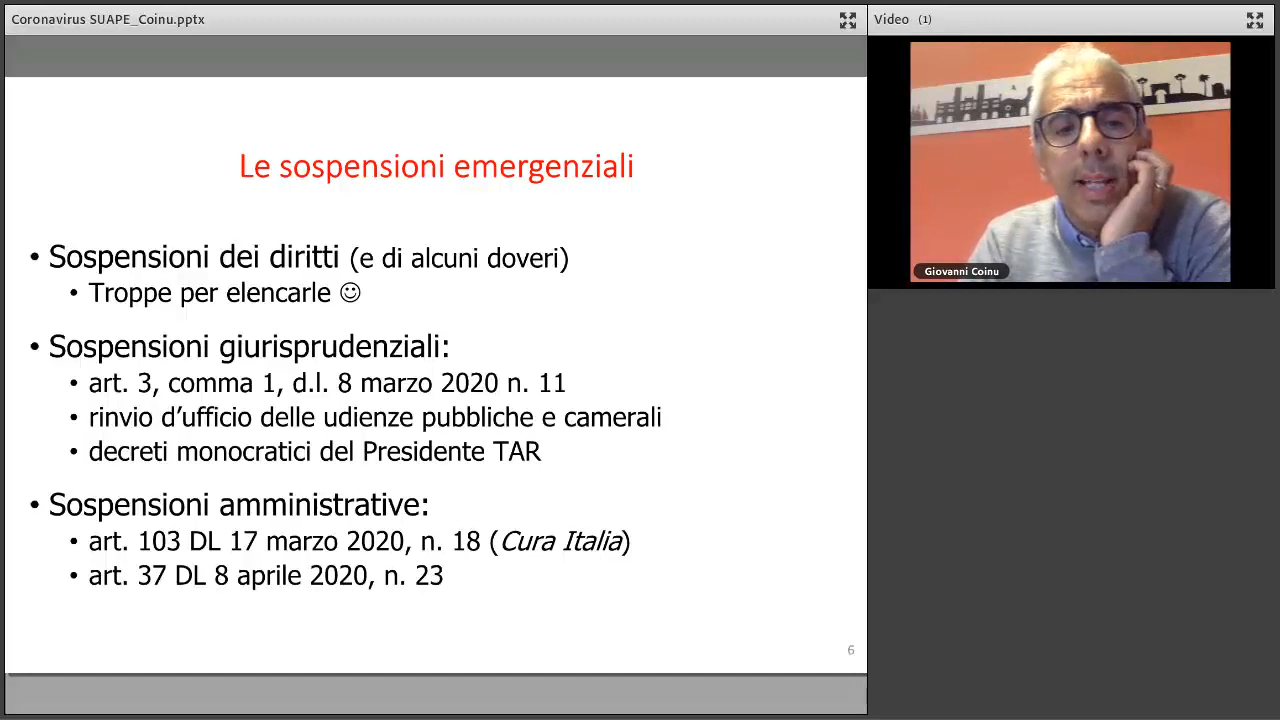 Coronavirus SUAPE_Coinu.pptx
Video (1)
Le sospensioni emergenziali
• Sospensioni dei diritti (e di alcuni doveri)
• Troppe per elencarle ☺
• Sospensioni giurisprudenziali:
• art. 3, comma 1, d.l. 8 marzo 2020 n. 11
• rinvio d’ufficio delle udienze pubbliche e camerali
• decreti monocratici del Presidente TAR
• Sospensioni amministrative:
• art. 103 DL 17 marzo 2020, n. 18 (Cura Italia)
• art. 37 DL 8 aprile 2020, n. 23
6
Giovanni Coinu